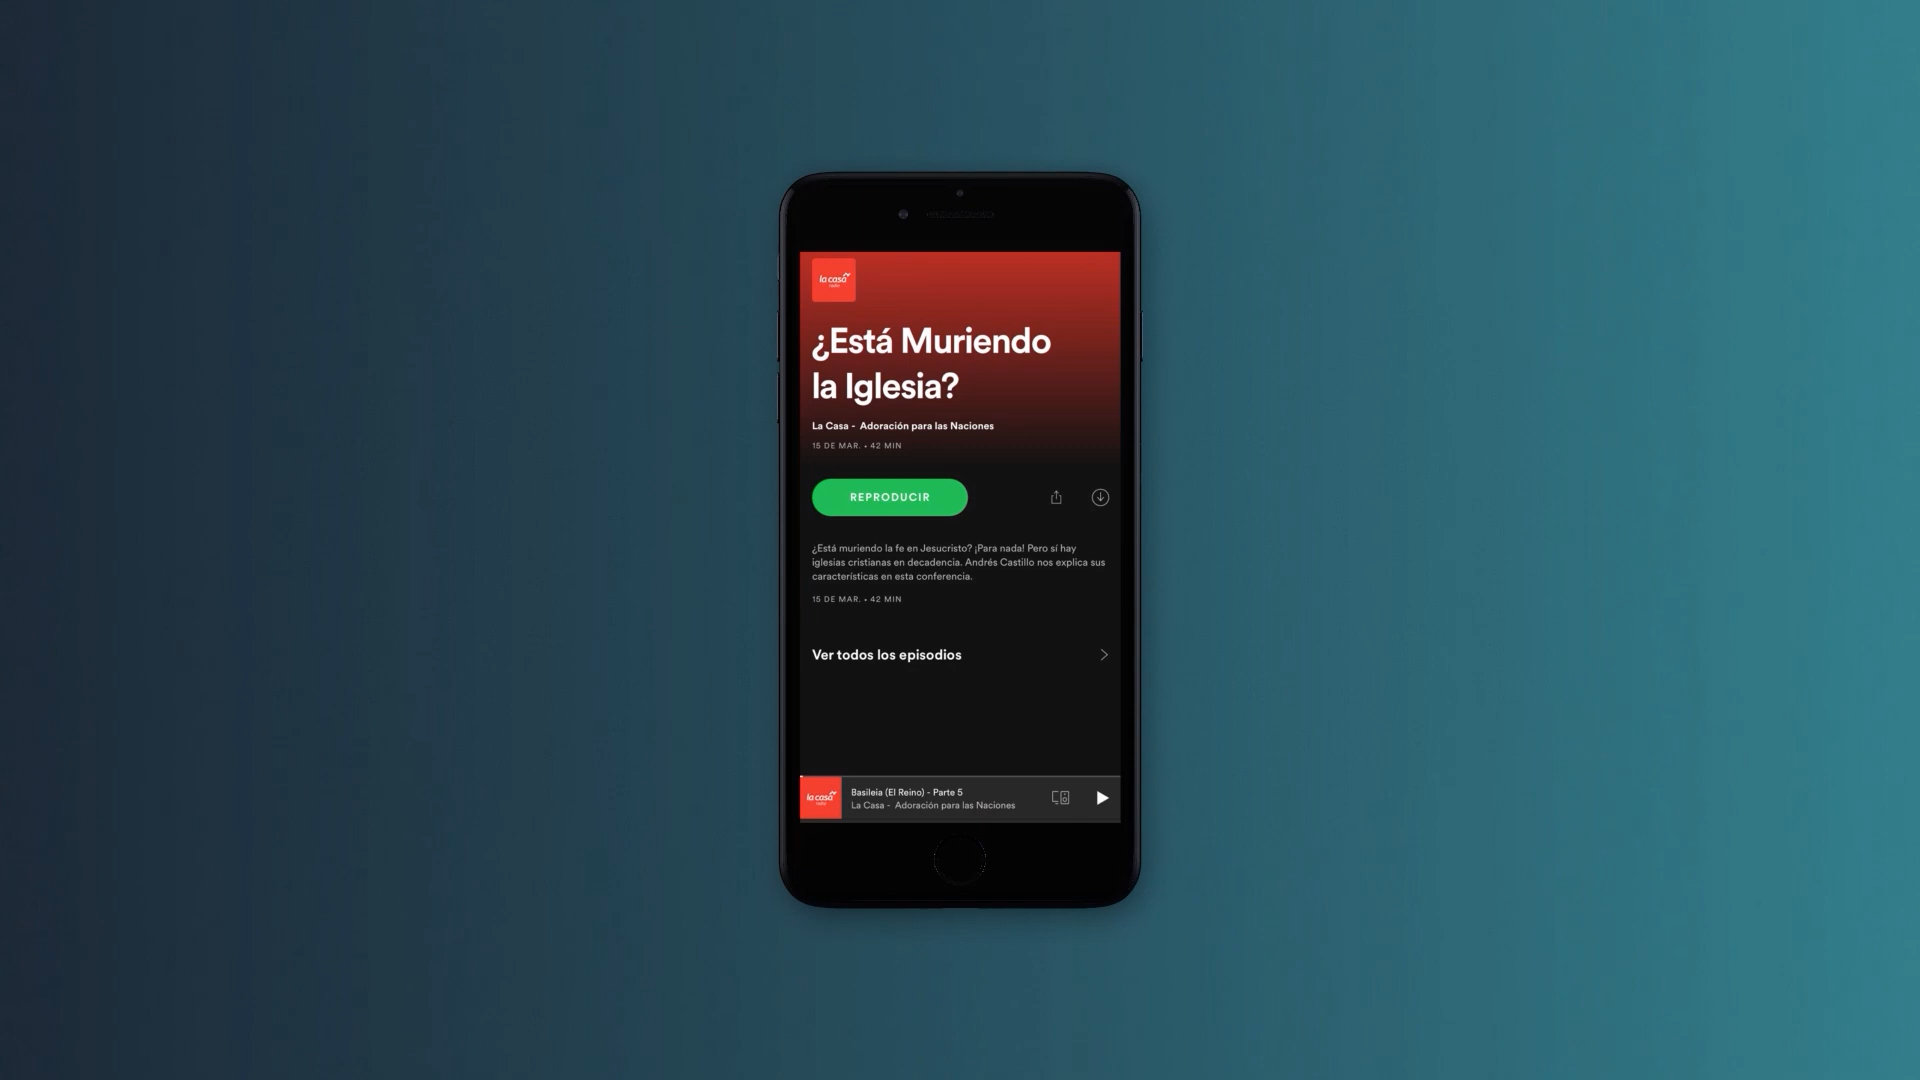 la casa
radio
¿Está Muriendo
la Iglesia?
La Casa - Adoración para las Naciones
15 DE MAR. • 42 MIN
REPRODUCIR
¿Está muriendo la fe en Jesucristo? ¡Para nada! Pero sí hay
iglesias cristianas en decadencia. Andrés Castillo nos explica sus
características en esta conferencia.
15 DE MAR. • 42 MIN
Ver todos los episodios
la casa
radio
Basileia (El Reino) - Parte 5
La Casa - Adoración para las Naciones